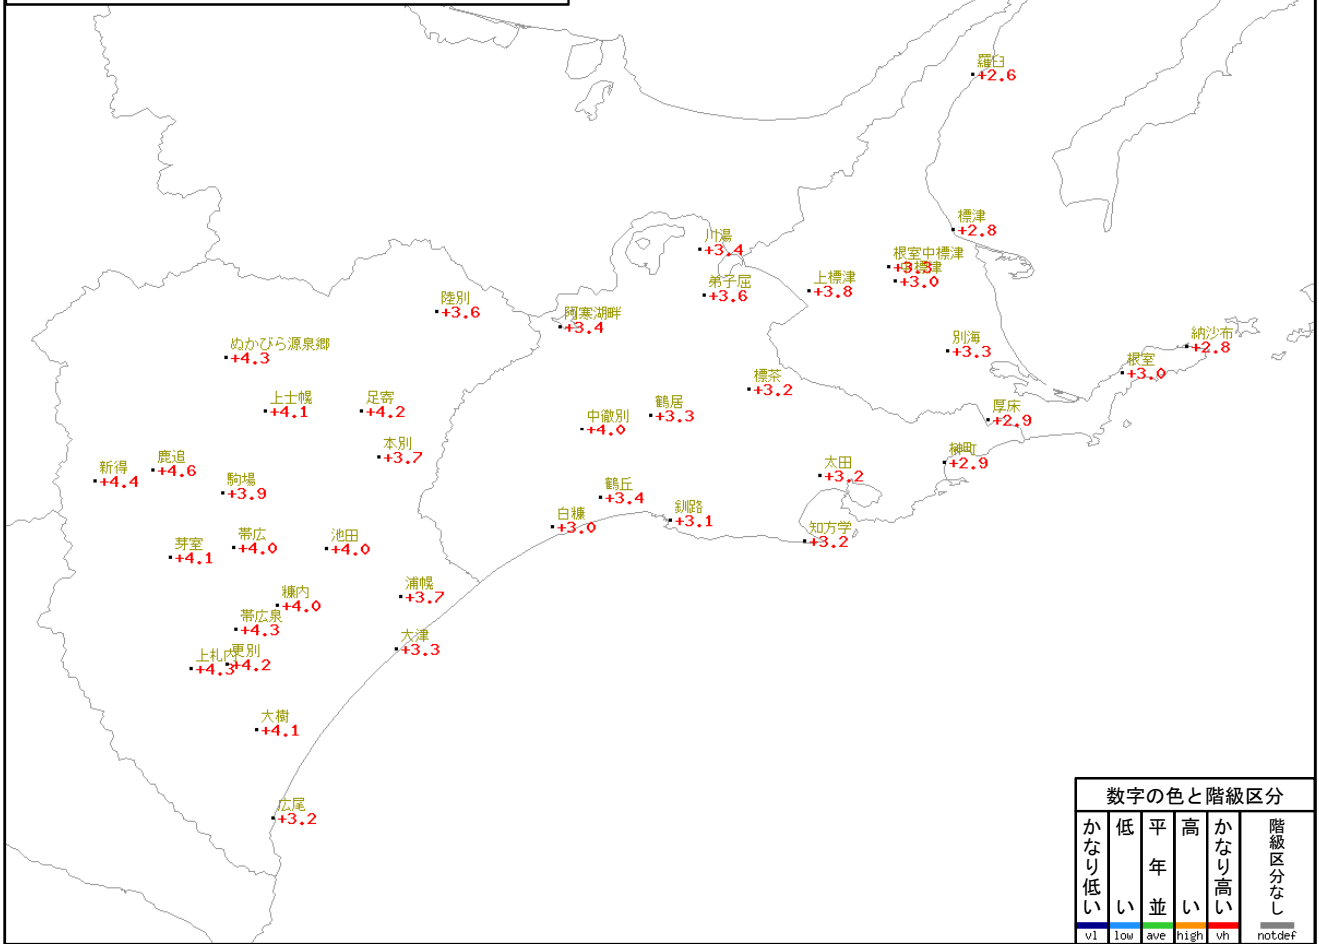 羅臼
+2.6
標津
+2.8
川湯
+3.4
根室中標津
+3.3
中標津
+3.0
弟子屈
+3.6
上標津
+3.8
陸別
+3.6
阿寒湖畔
+3.4
ぬかびら源泉郷
+4.3
別海
+3.3
納沙布
+2.8
根室
+3.0
標茶
+3.2
上士幌
+4.1
足寄
+4.2
鶴居
+3.3
中徹別
+4.0
厚床
+2.9
本別
+3.7
榊町
+2.9
新得
+4.4
鹿追
+4.6
太田
+3.2
駒場
+3.9
鶴丘
+3.4
白糠
+3.0
釧路
+3.1
知方学
+3.2
芽室
+4.1
帯広
+4.0
池田
+4.0
浦幌
+3.7
糠内
+4.0
帯広泉
+4.3
大津
+3.3
上札内
+4.3
更別
+4.2
大樹
+4.1
広尾
+3.2
数字の色と階級区分
かなり低い
低い
平年並
高い
かなり高い
階級区分なし
vl low ave high vh notdef